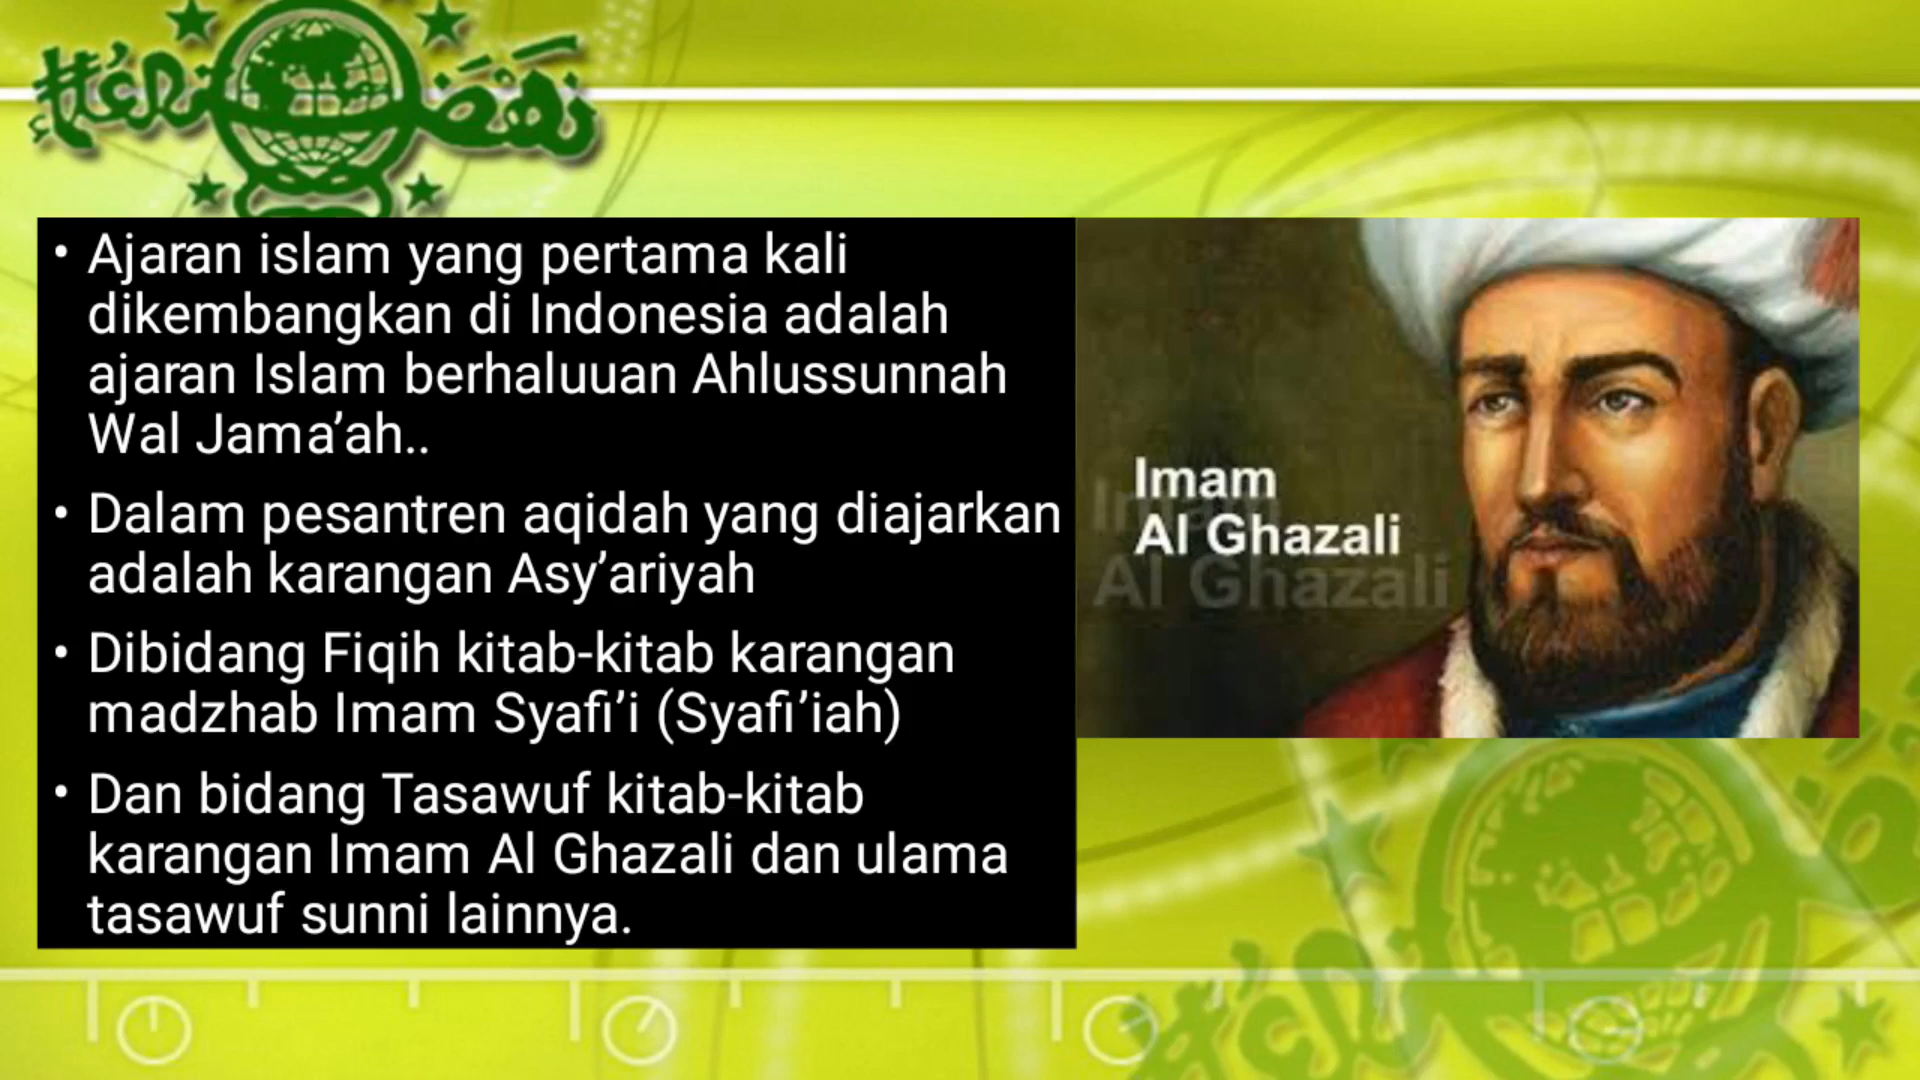 نهضة العلماء
• Ajaran islam yang pertama kali
dikembangkan di Indonesia adalah
ajaran Islam berhaluuan Ahlussunnah
Wal Jama’ah..
• Dalam pesantren aqidah yang diajarkan
adalah karangan Asy’ariyah
• Dibidang Fiqih kitab-kitab karangan
madzhab Imam Syafi’i (Syafi’iah)
• Dan bidang Tasawuf kitab-kitab
karangan Imam Al Ghazali dan ulama
tasawuf sunni lainnya.
Imam
Al Ghazali